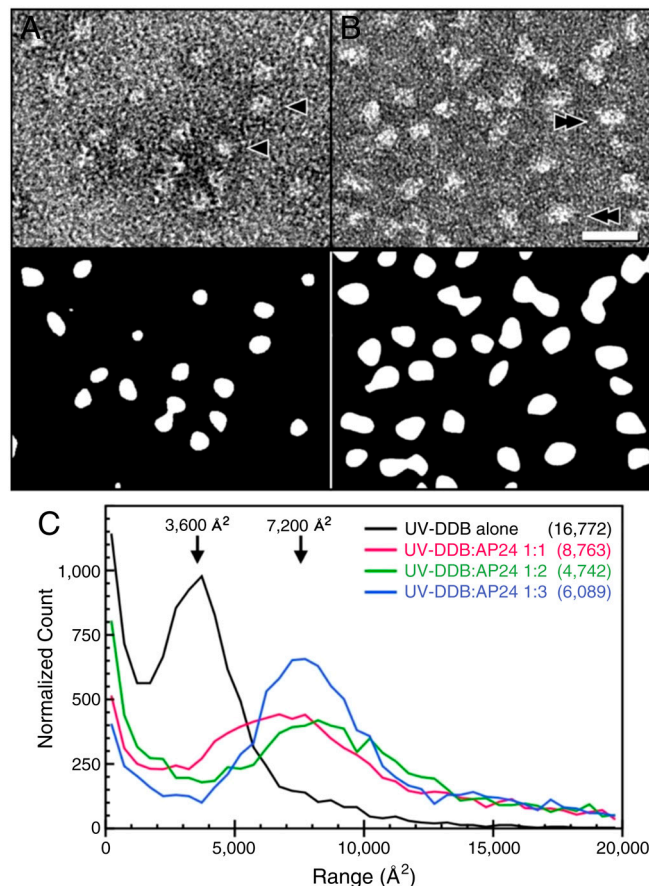 A
B
C
3,600 Å²
7,200 Å²
UV-DDB alone (16,772)
UV-DDB:AP24 1:1 (8,763)
UV-DDB:AP24 1:2 (4,742)
UV-DDB:AP24 1:3 (6,089)
Normalized Count
1,000
750
500
250
0
0
5,000
10,000
15,000
20,000
Range (Å²)